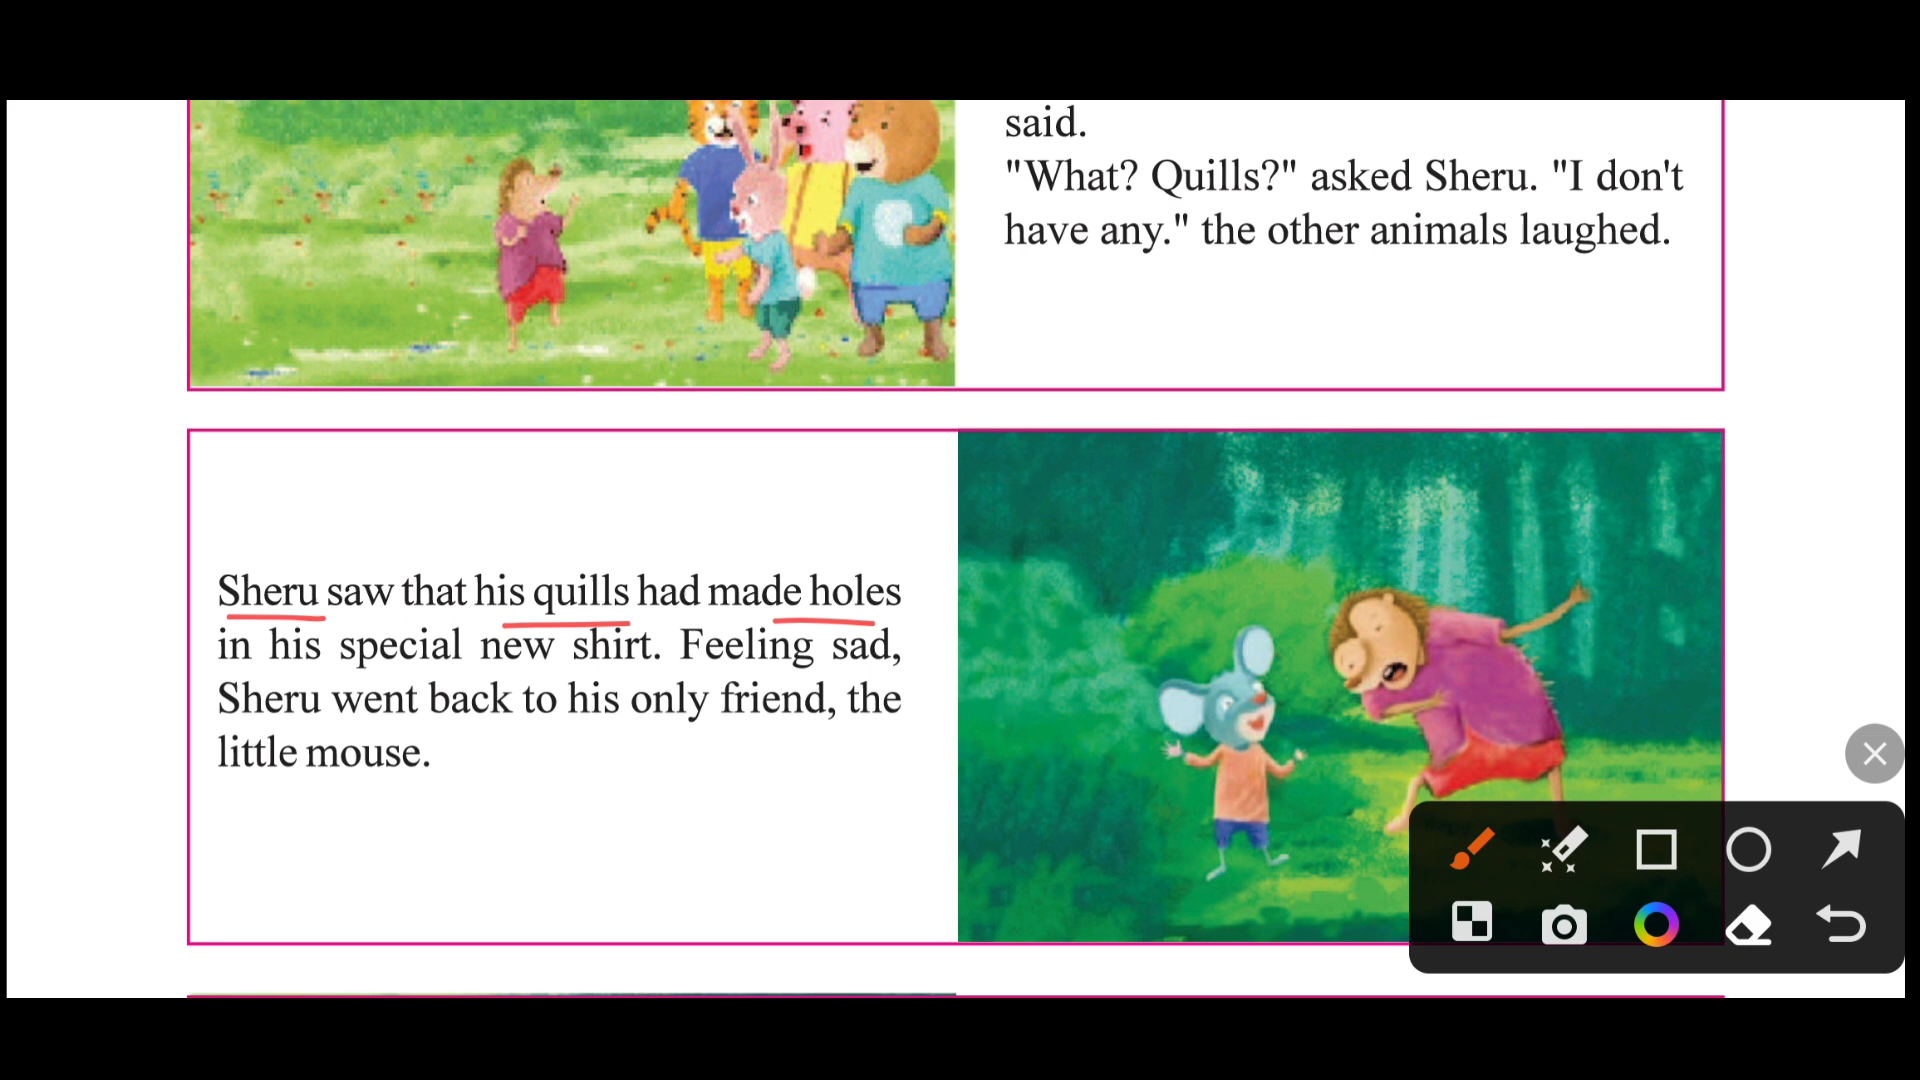 said.
"What? Quills?" asked Sheru. "I don't
have any." the other animals laughed.
Sheru saw that his quills had made holes
in his special new shirt. Feeling sad,
Sheru went back to his only friend, the
little mouse.